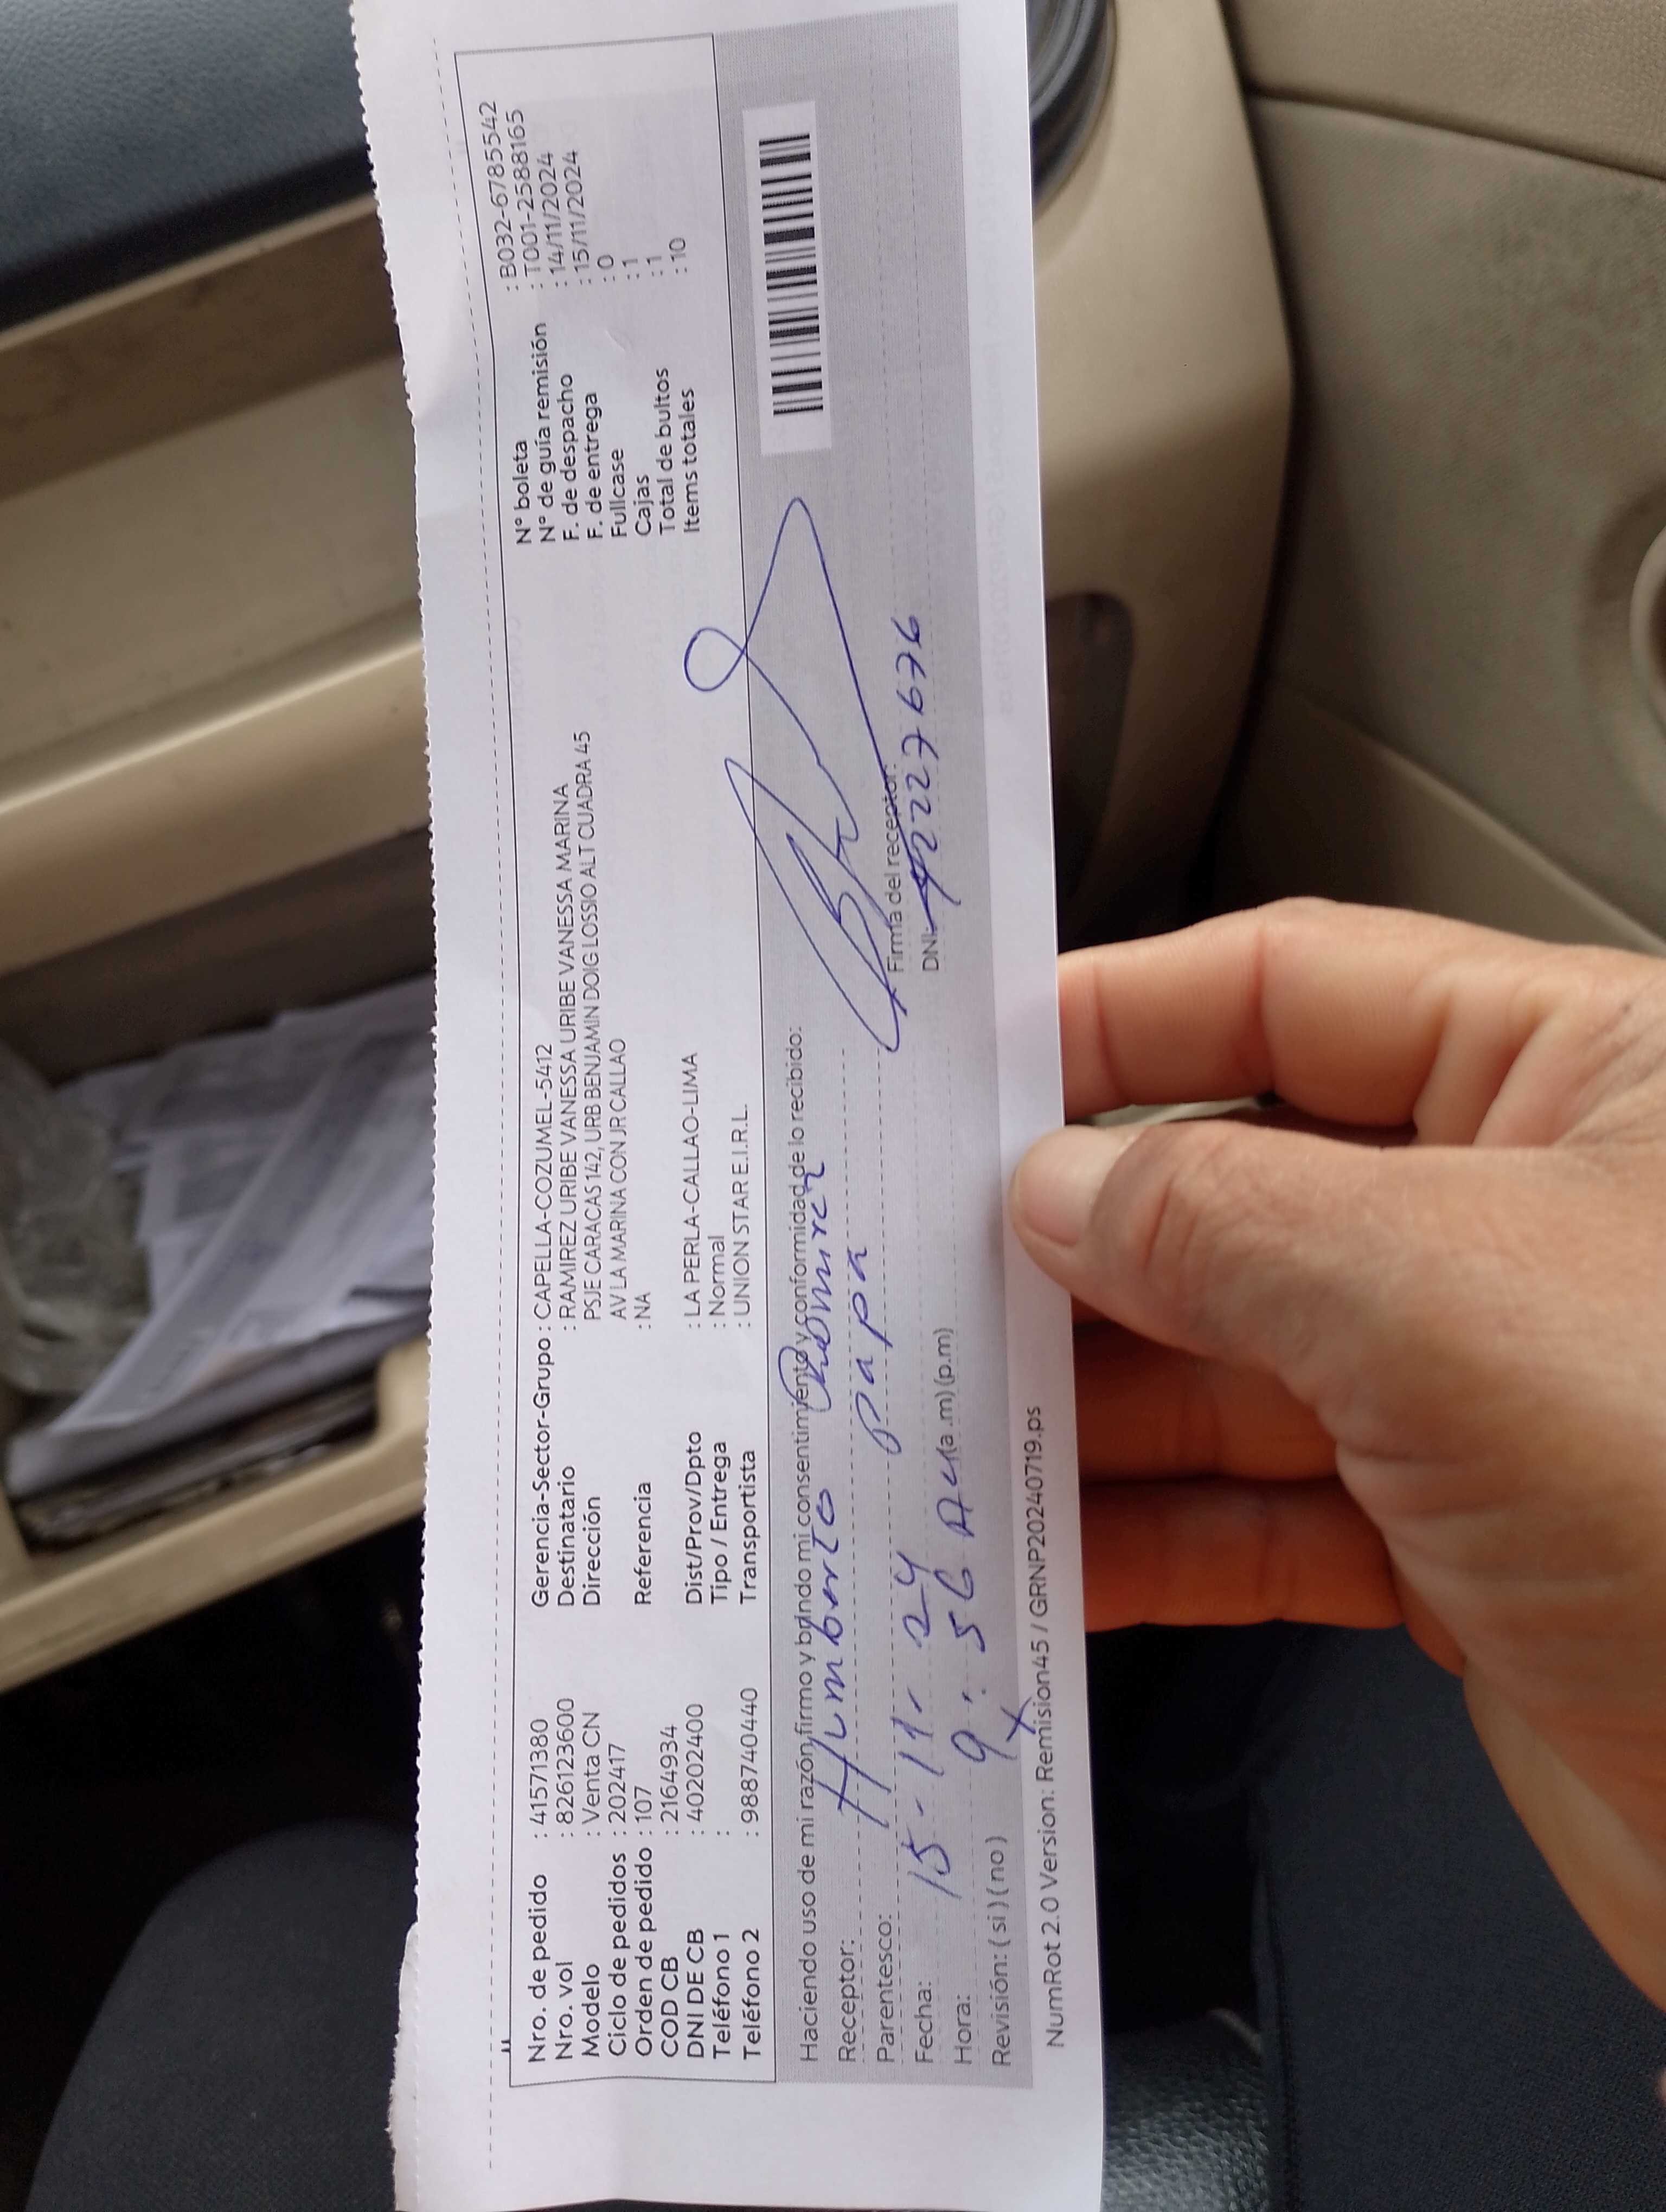 Nro. de pedido : 41571380
Nro. vol : 826123600
Modelo : Venta CN
Ciclo de pedidos : 202417
Orden de pedido : 107
COD CB : 2164934
DNI DE CB : 40202400
Teléfono 1 :
Teléfono 2 : 988740440
Gerencia-Sector-Grupo : CAPELLA-COZUMEL-5412
Destinatario : RAMIREZ URIBE VANESSA URIBE VANESSA MARINA
Dirección PSJE CARACAS 142, URB BENJAMIN DOIG LOSSIO ALT CUADRA 45
AV LA MARINA CON JR CALLAO
Referencia : NA
Dist/Prov/Dpto : LA PERLA-CALLAO-LIMA
Tipo / Entrega : Normal
Transportista : UNION STAR E.I.R.L.
N° boleta : B032-6785542
N° de guía remisión : T001-2588165
F. de despacho : 14/11/2024
F. de entrega : 15/11/2024
Fullcase : 0
Cajas : 1
Total de bultos : 1
Items totales : 10
Haciendo uso de mi razón, firmo y brindo mi consentimiento y conformidad de lo recibido:
Receptor: Humberto
Parentesco: papa
Fecha: 15-11-24
Hora: 9:56 (a.m) (p.m)
Revisión: ( si ) ( no ) X
Firma del receptor:
DNI
NumRot 2.0 Version: Remision45 / GRNP20240719.ps